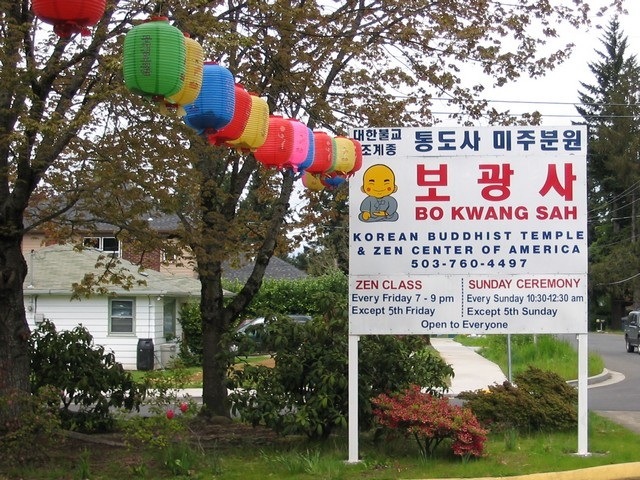 대한불교
조계종
통도사 미주분원
보광사
BO KWANG SAH
KOREAN BUDDHIST TEMPLE
& ZEN CENTER OF AMERICA
503-760-4497
ZEN CLASS
Every Friday 7 - 9 pm
Except 5th Friday
SUNDAY CEREMONY
Every Sunday 10:30-12:30 am
Except 5th Sunday
Open to Everyone